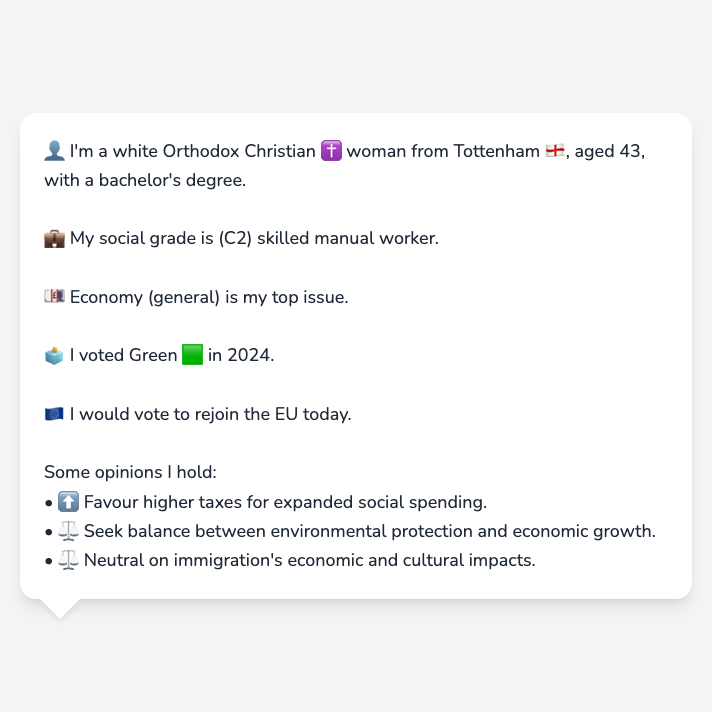 👤 I'm a white Orthodox Christian ✝️ woman from Tottenham 🏴󠁧󠁢󠁥󠁮󠁧󠁿, aged 43,
with a bachelor's degree.
💼 My social grade is (C2) skilled manual worker.
💷 Economy (general) is my top issue.
🗳️ I voted Green 🟩 in 2024.
🇪🇺 I would vote to rejoin the EU today.
Some opinions I hold:
• ⬆️ Favour higher taxes for expanded social spending.
• ⚖️ Seek balance between environmental protection and economic growth.
• ⚖️ Neutral on immigration's economic and cultural impacts.